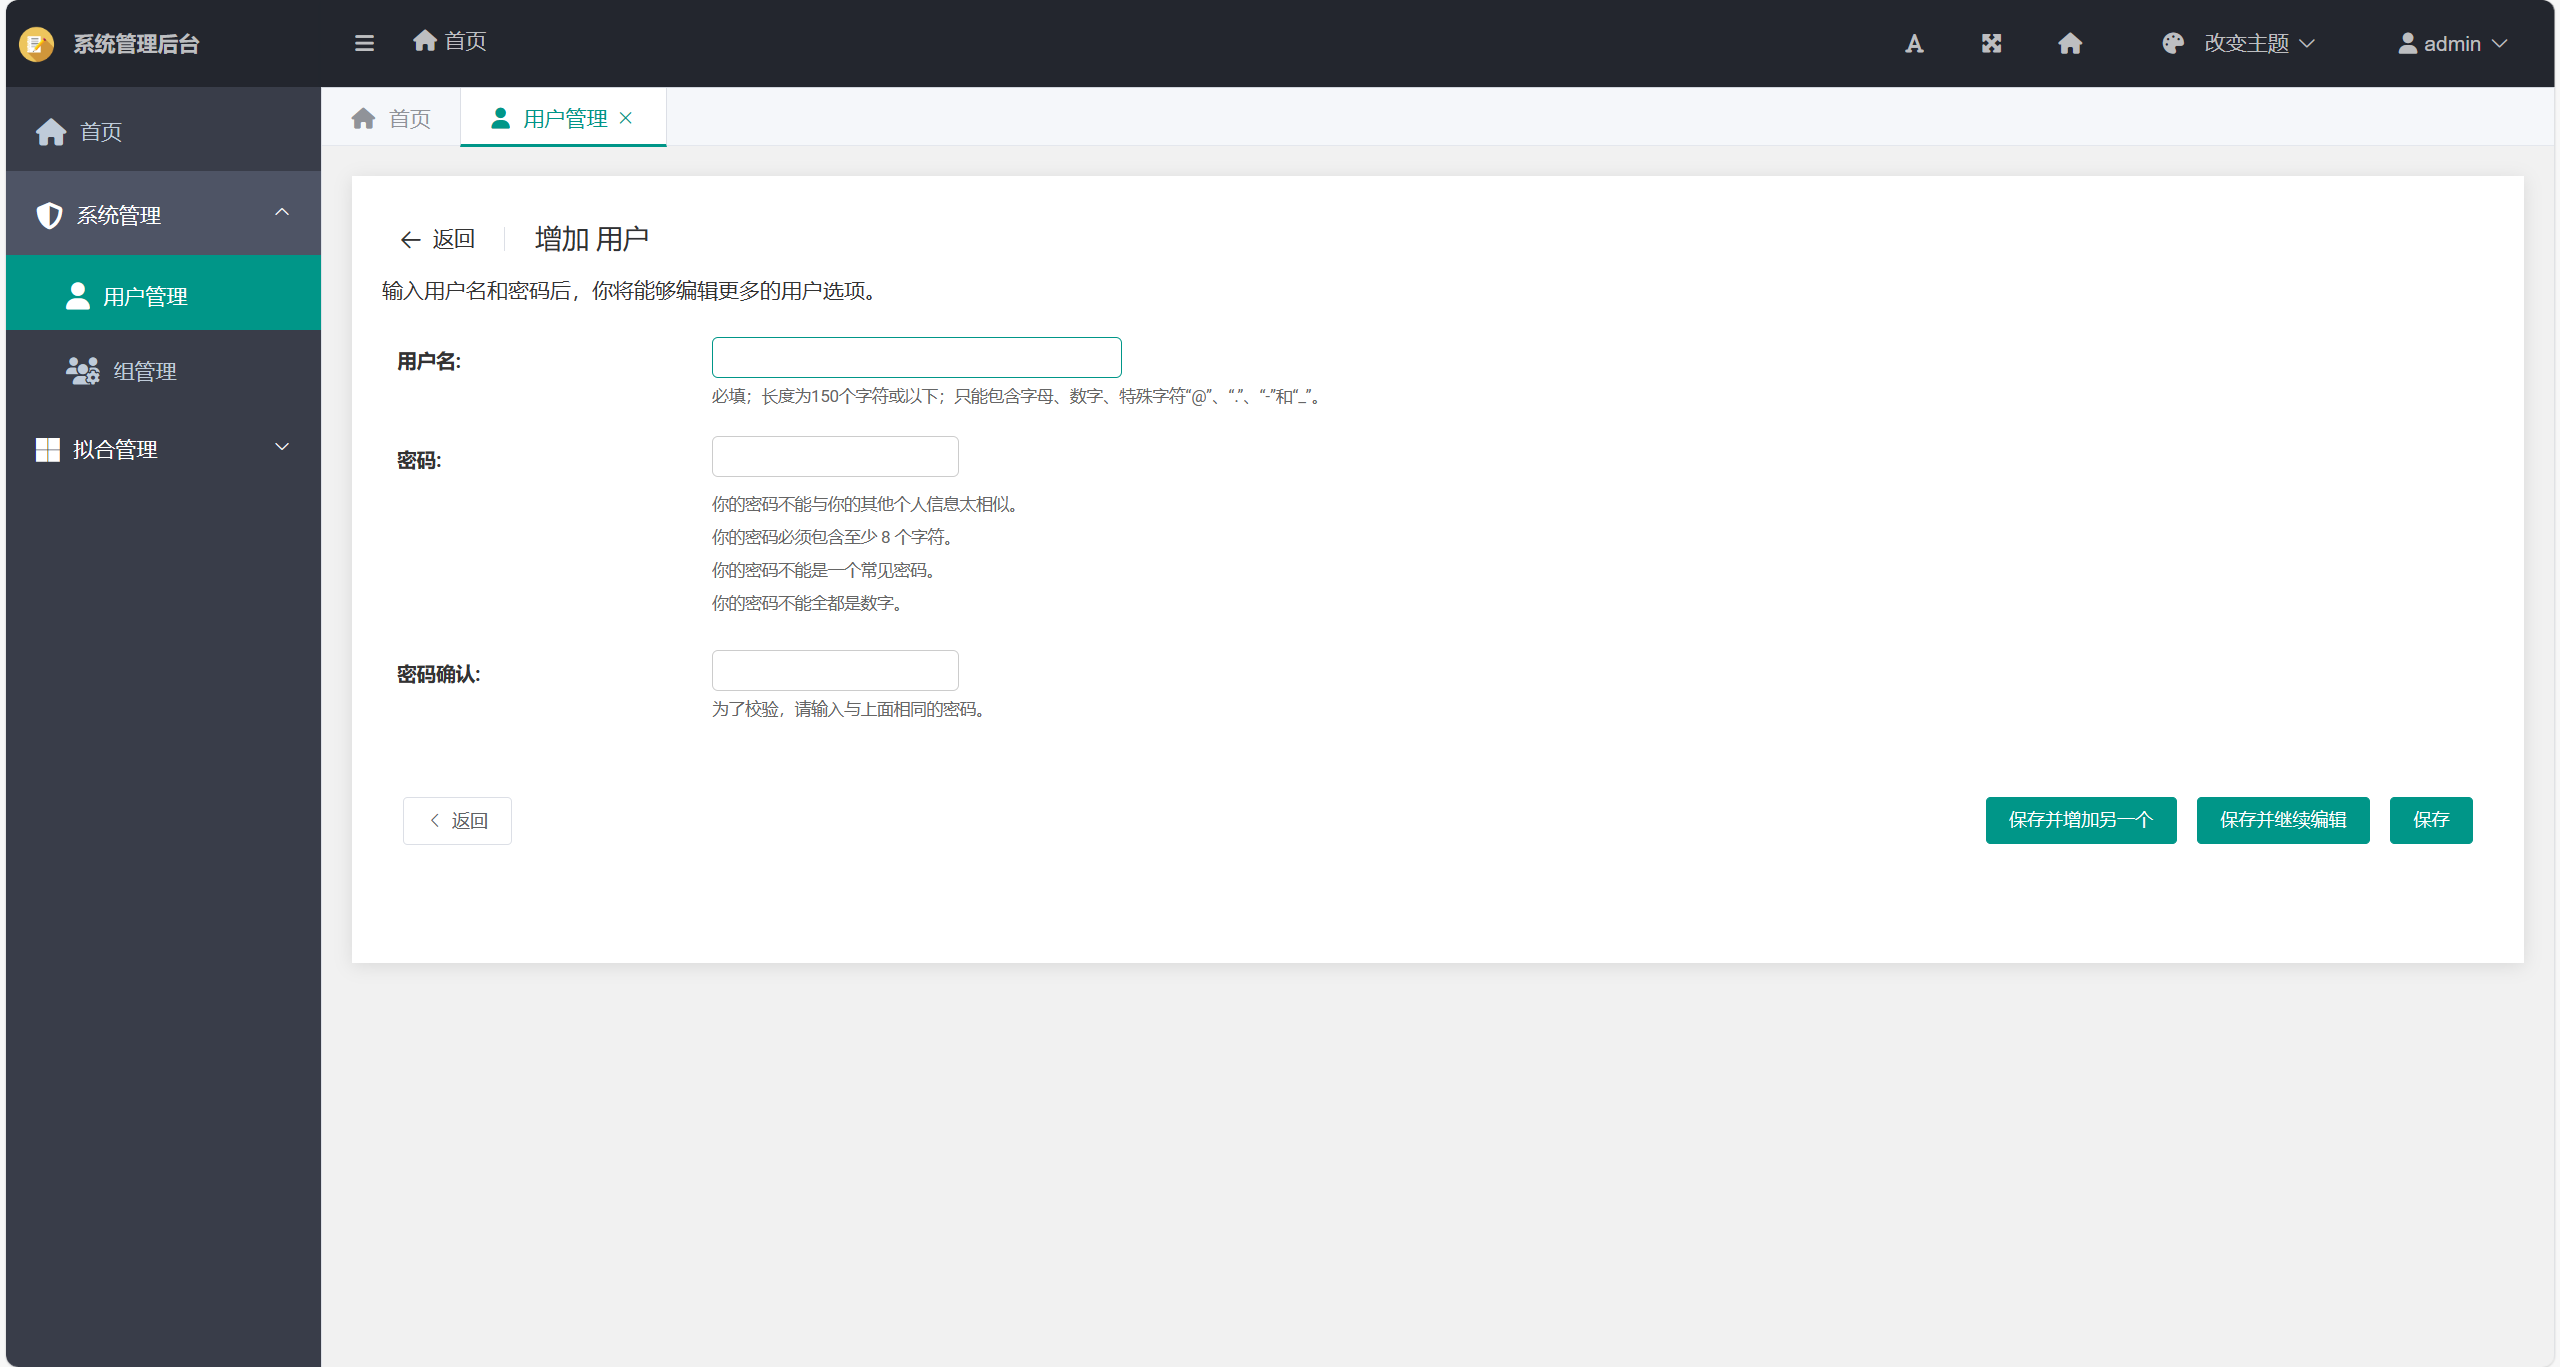 系统管理后台
首页
改变主题
admin
首页
系统管理
用户管理
组管理
拟合管理
首页
用户管理
返回
增加 用户
输入用户名和密码后，你将能够编辑更多的用户选项。
用户名:
必填；长度为150个字符或以下；只能包含字母、数字、特殊字符“@”、“.”、“-”和“_”。
密码:
你的密码不能与你的其他个人信息太相似。
你的密码必须包含至少 8 个字符。
你的密码不能是一个常见密码。
你的密码不能全都是数字。
密码确认:
为了校验，请输入与上面相同的密码。
返回
保存并增加另一个
保存并继续编辑
保存